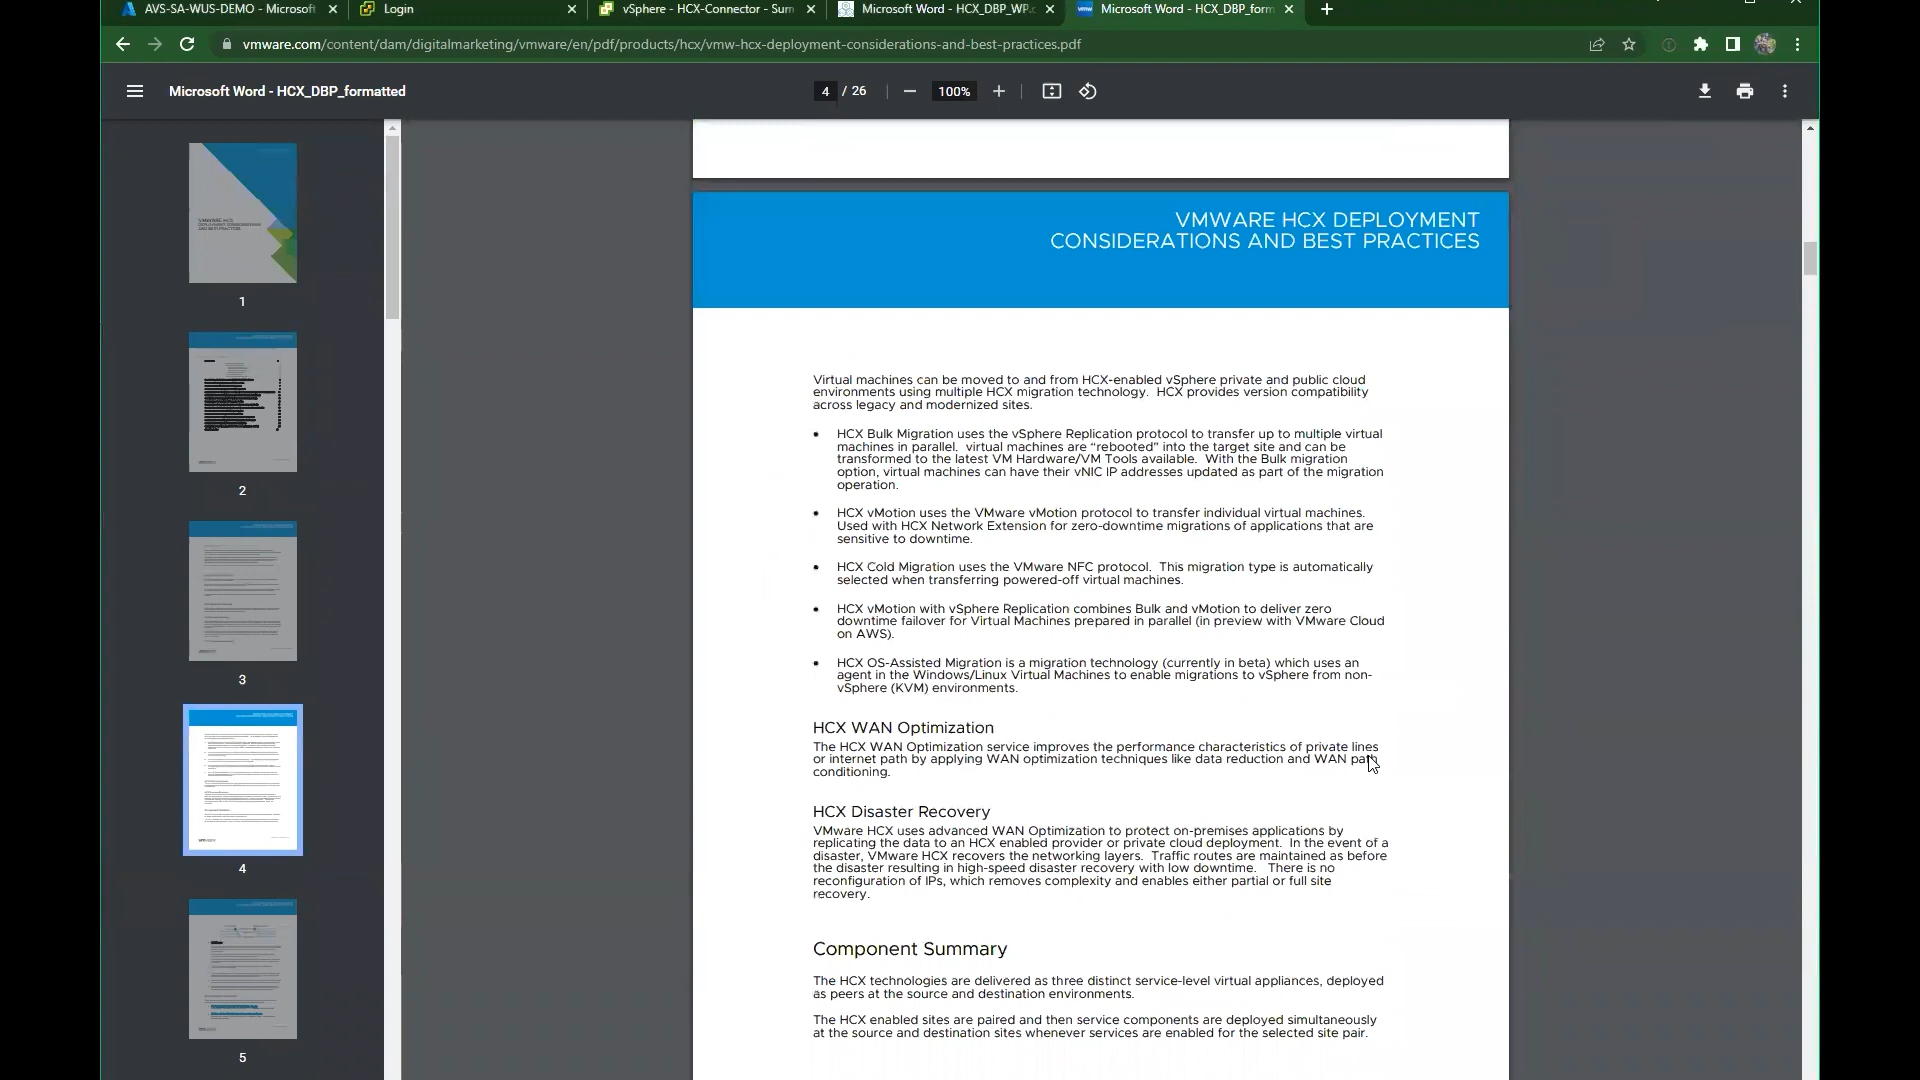 AVS-SA-WUS-DEMO - Microsoft
Login
vSphere - HCX-Connector - Sum
Microsoft Word - HCX_DBP_WP.
Microsoft Word - HCX_DBP_form
vmware.com/content/dam/digitalmarketing/vmware/en/pdf/products/hcx/vmw-hcx-deployment-considerations-and-best-practices.pdf
Microsoft Word - HCX_DBP_formatted
4 / 26
100%
1
2
3
4
5
VMWARE HCX DEPLOYMENT
CONSIDERATIONS AND BEST PRACTICES
Virtual machines can be moved to and from HCX-enabled vSphere private and public cloud
environments using multiple HCX migration technology.  HCX provides version compatibility
across legacy and modernized sites.
• HCX Bulk Migration uses the vSphere Replication protocol to transfer up to multiple virtual
machines in parallel.  virtual machines are “rebooted” into the target site and can be
transformed to the latest VM Hardware/VM Tools available.  With the Bulk migration
option, virtual machines can have their vNIC IP addresses updated as part of the migration
operation.
• HCX vMotion uses the VMware vMotion protocol to transfer individual virtual machines.
Used with HCX Network Extension for zero-downtime migrations of applications that are
sensitive to downtime.
• HCX Cold Migration uses the VMware NFC protocol.  This migration type is automatically
selected when transferring powered-off virtual machines.
• HCX vMotion with vSphere Replication combines Bulk and vMotion to deliver zero
downtime failover for Virtual Machines prepared in parallel (in preview with VMware Cloud
on AWS).
• HCX OS-Assisted Migration is a migration technology (currently in beta) which uses an
agent in the Windows/Linux Virtual Machines to enable migrations to vSphere from non-
vSphere (KVM) environments.
HCX WAN Optimization
The HCX WAN Optimization service improves the performance characteristics of private lines
or internet path by applying WAN optimization techniques like data reduction and WAN path
conditioning.
HCX Disaster Recovery
VMware HCX uses advanced WAN Optimization to protect on-premises applications by
replicating the data to an HCX enabled provider or private cloud deployment.  In the event of a
disaster, VMware HCX recovers the networking layers.  Traffic routes are maintained as before
the disaster resulting in high-speed disaster recovery with low downtime.   There is no
reconfiguration of IPs, which removes complexity and enables either partial or full site
recovery.
Component Summary
The HCX technologies are delivered as three distinct service-level virtual appliances, deployed
as peers at the source and destination environments.
The HCX enabled sites are paired and then service components are deployed simultaneously
at the source and destination sites whenever services are enabled for the selected site pair.